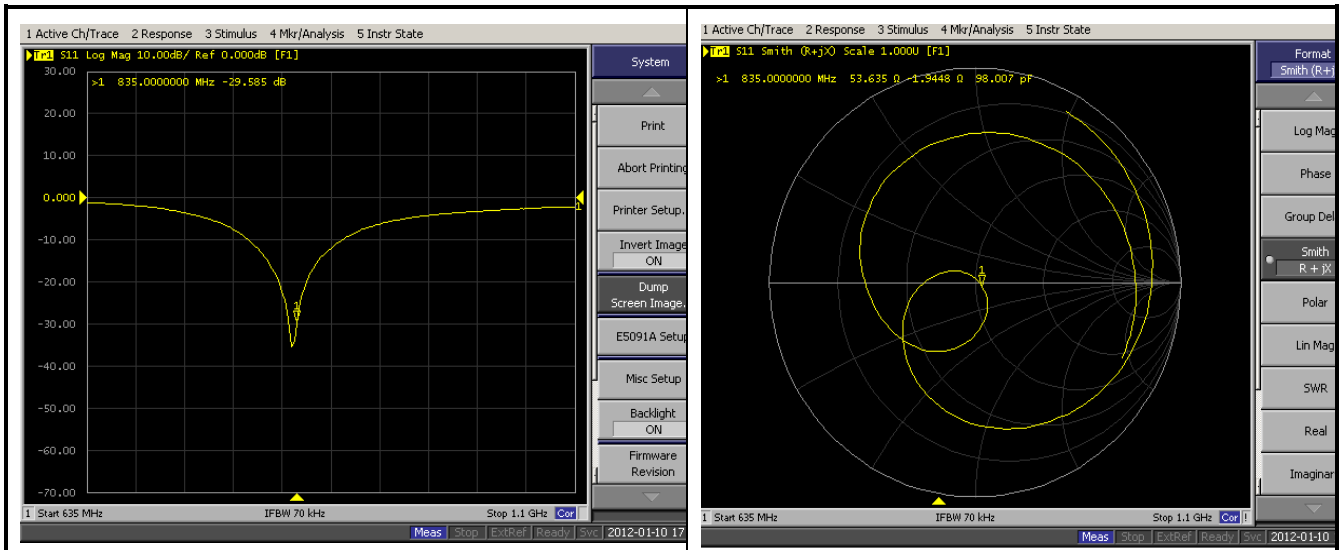 1 Active Ch/Trace 2 Response 3 Stimulus 4 Mkr/Analysis 5 Instr State
Tr1 S11 Log Mag 10.00dB/ Ref 0.000dB [F1]
>1 835.0000000 MHz -29.585 dB
30.00
20.00
10.00
0.000
-10.00
-20.00
-30.00
-40.00
-50.00
-60.00
-70.00
1
1
1 Start 635 MHz IFBW 70 kHz Stop 1.1 GHz Cor
Meas Stop ExtRef Ready Svc 2012-01-10 17
System
Print
Abort Printing
Printer Setup.
Invert Image
ON
Dump
Screen Image...
E5091A Setup
Misc Setup
Backlight
ON
Firmware
Revision
1 Active Ch/Trace 2 Response 3 Stimulus 4 Mkr/Analysis 5 Instr State
Tr1 S11 Smith (R+jX) Scale 1.000U [F1]
>1 835.0000000 MHz 53.635 Ω -1.9448 Ω 98.007 pF
1
1 Start 635 MHz IFBW 70 kHz Stop 1.1 GHz Cor !
Meas Stop ExtRef Ready Svc 2012-01-10
Format
Smith (R+j
Log Mag
Phase
Group Del
Smith
R + jX
Polar
Lin Mag
SWR
Real
Imaginar